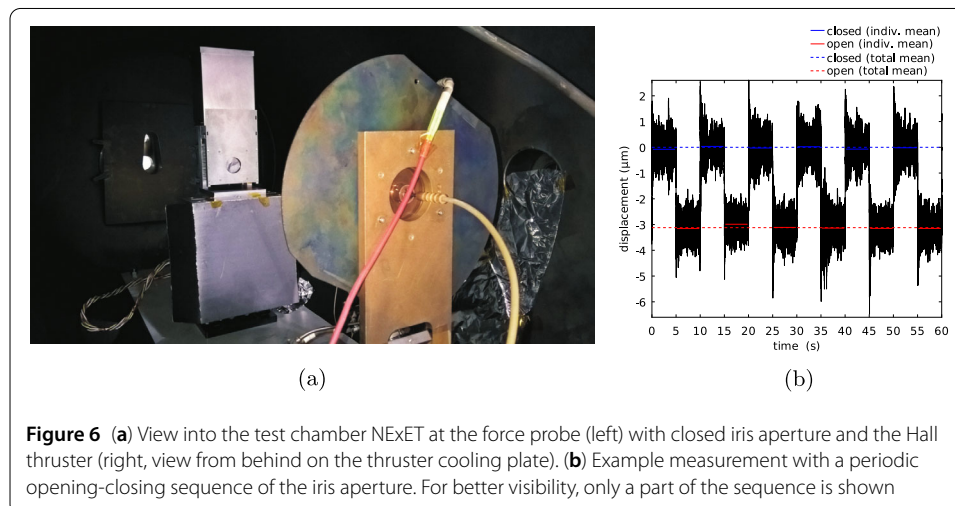 closed (indiv. mean)
open (indiv. mean)
closed (total mean)
open (total mean)
2
1
0
-1
-2
-3
-4
-5
-6
displacement (μm)
0 5 10 15 20 25 30 35 40 45 50 55 60
time (s)
(a)
(b)
Figure 6 (a) View into the test chamber NExET at the force probe (left) with closed iris aperture and the Hall
thruster (right, view from behind on the thruster cooling plate). (b) Example measurement with a periodic
opening-closing sequence of the iris aperture. For better visibility, only a part of the sequence is shown